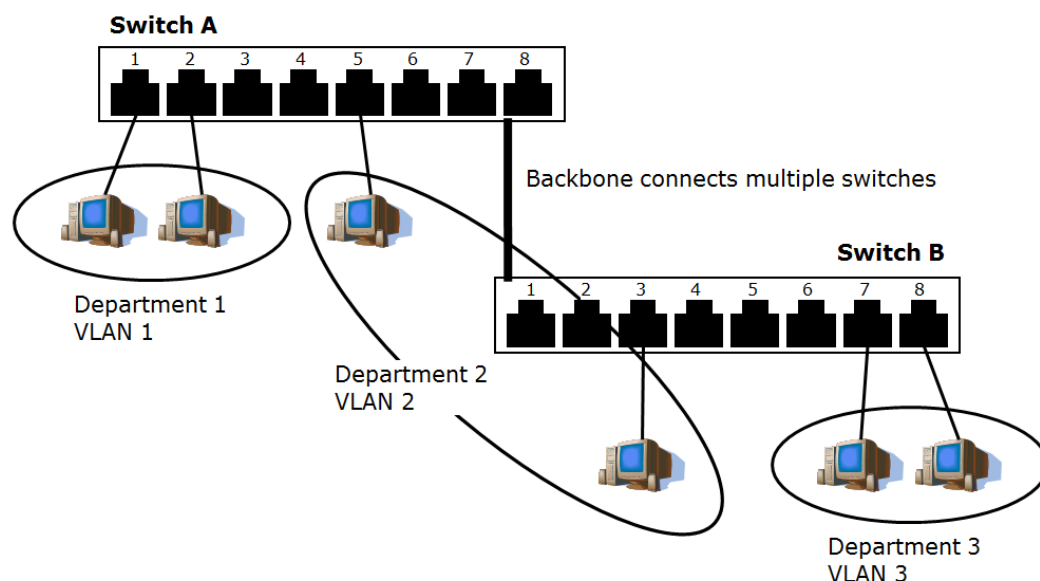 Switch A
1 2 3 4 5 6 7 8
Backbone connects multiple switches
Switch B
1 2 3 4 5 6 7 8
Department 1
VLAN 1
Department 2
VLAN 2
Department 3
VLAN 3